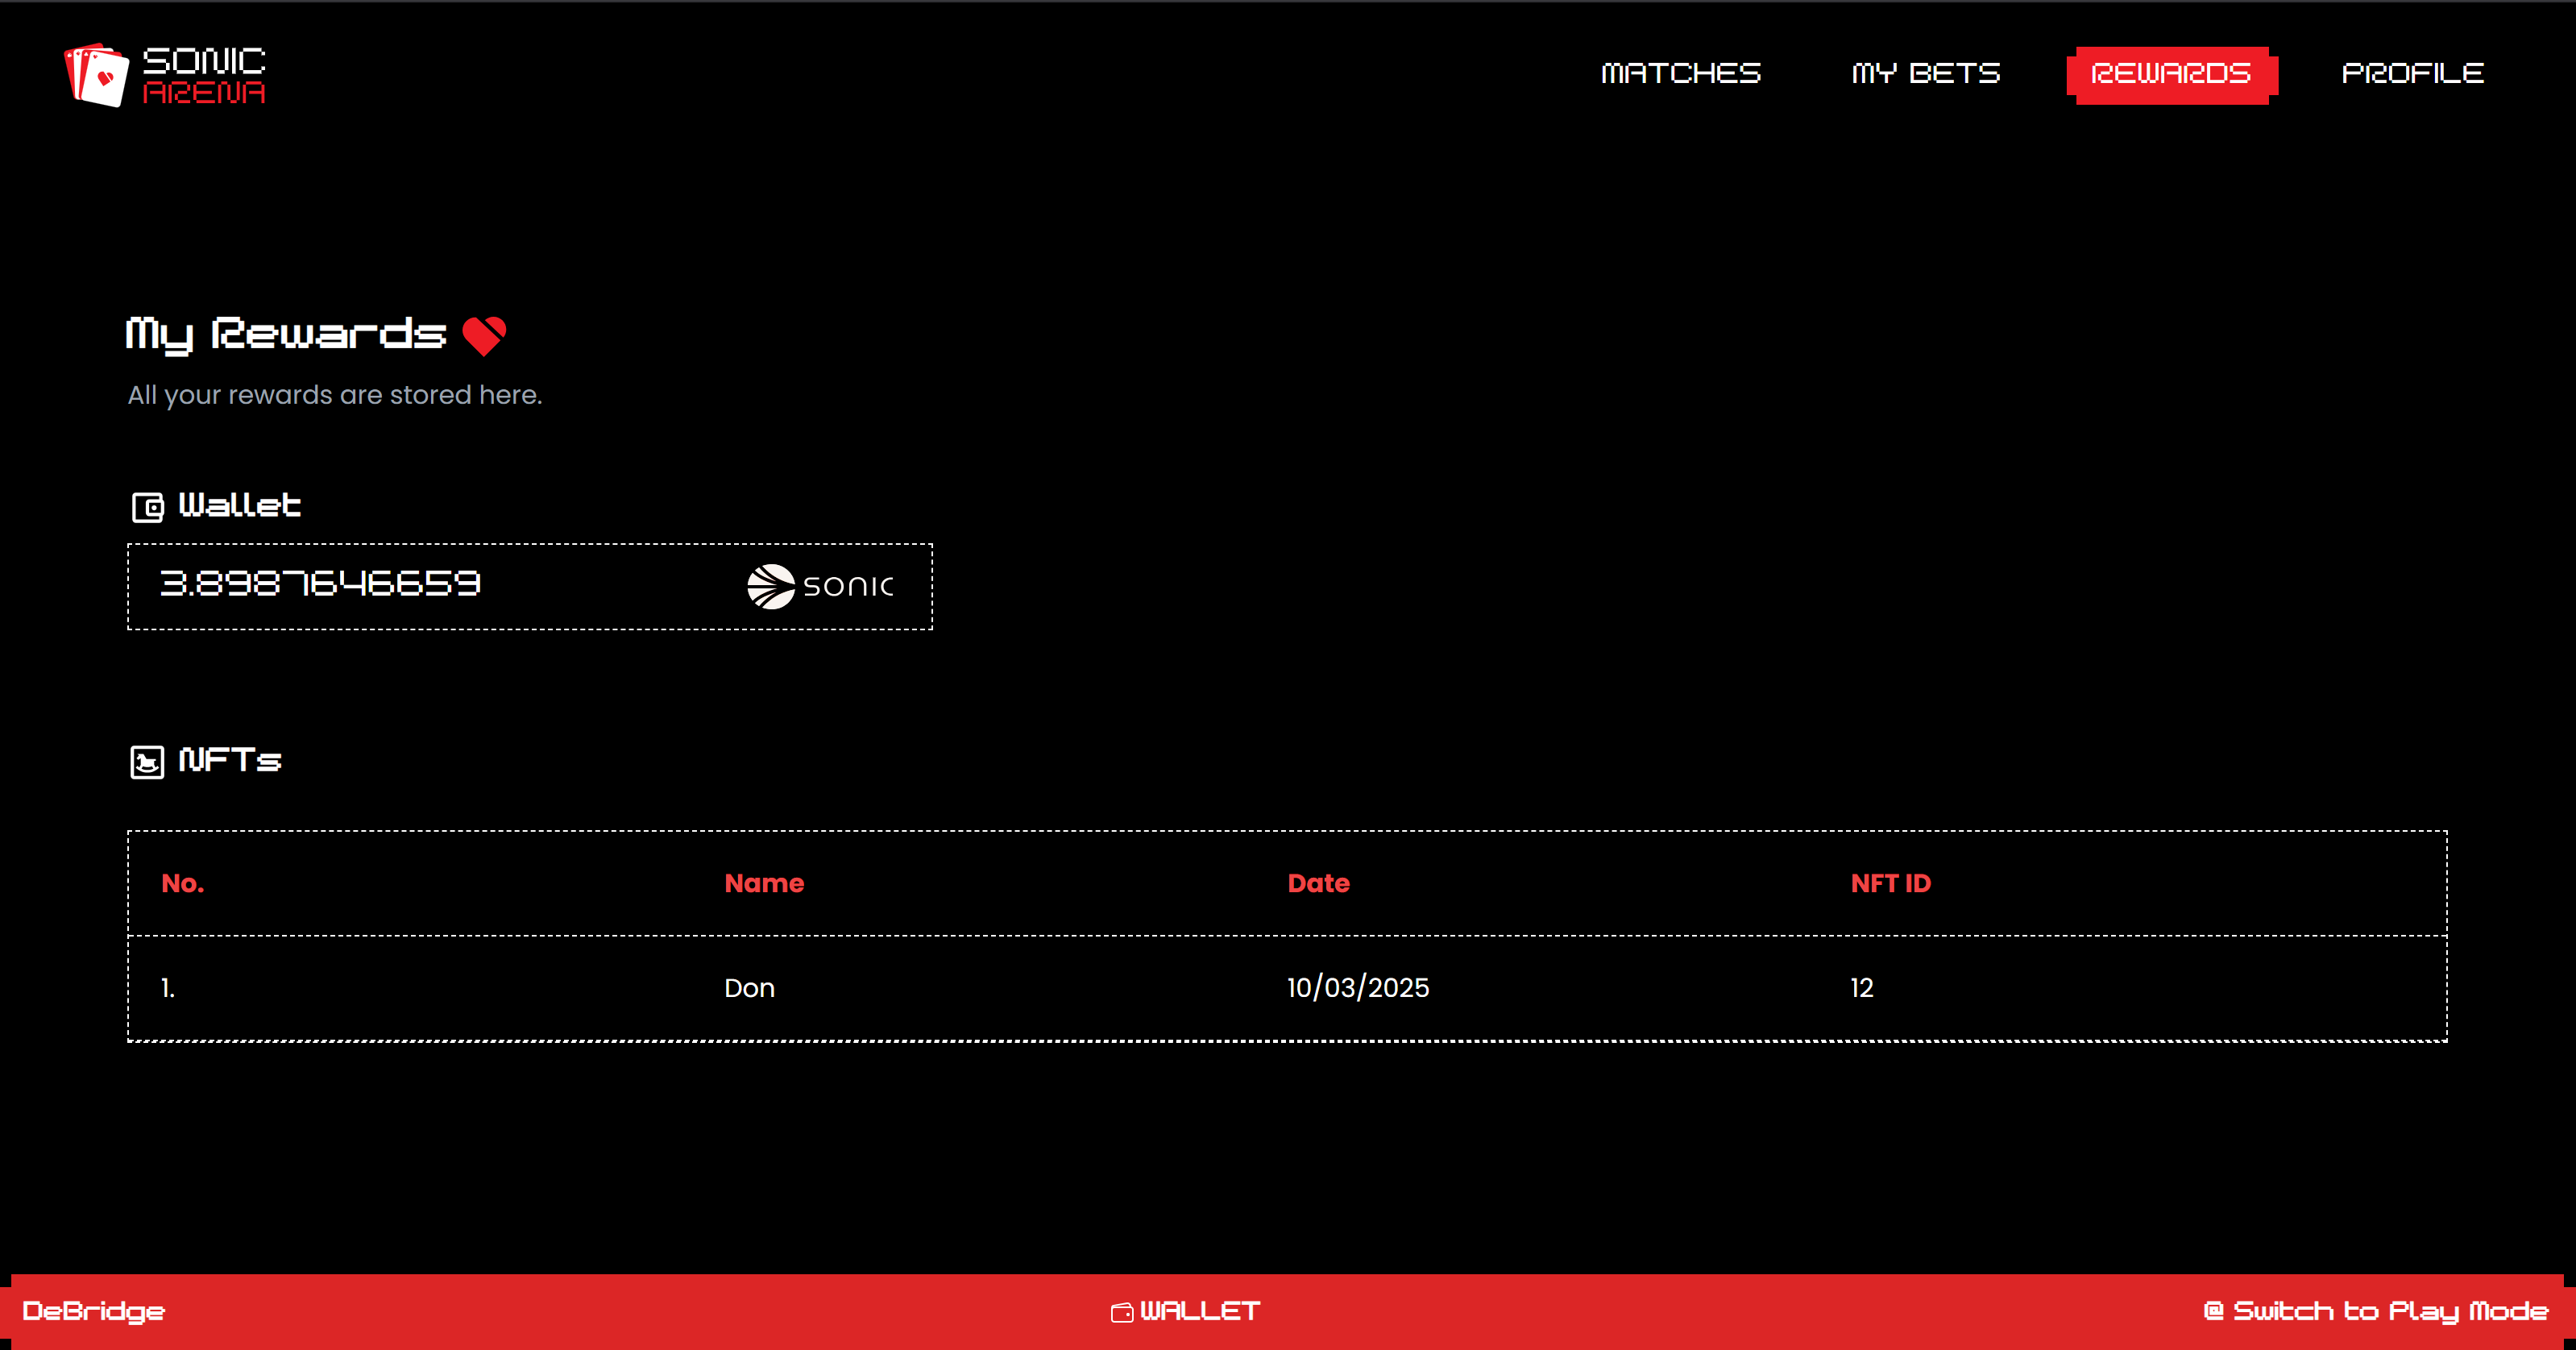 SONIC
ARENA
MATCHES MY BETS REWARDS PROFILE
My Rewards
All your rewards are stored here.
Wallet
3.8987646659 SONIC
NFTs
No. Name Date NFT ID
1. Don 10/03/2025 12
DeBridge WALLET @ Switch to Play Mode